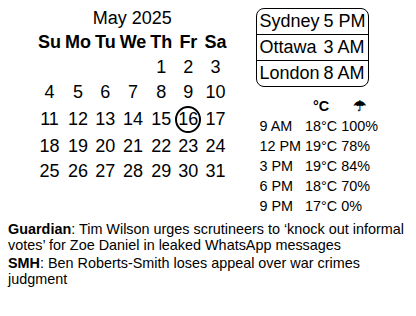 May 2025
Su Mo Tu We Th Fr Sa
1 2 3
4 5 6 7 8 9 10
11 12 13 14 15 16 17
18 19 20 21 22 23 24
25 26 27 28 29 30 31
Sydney 5 PM
Ottawa 3 AM
London 8 AM
°C ☂
9 AM 18°C 100%
12 PM 19°C 78%
3 PM 19°C 84%
6 PM 18°C 70%
9 PM 17°C 0%
Guardian: Tim Wilson urges scrutineers to ‘knock out informal
votes’ for Zoe Daniel in leaked WhatsApp messages
SMH: Ben Roberts-Smith loses appeal over war crimes
judgment